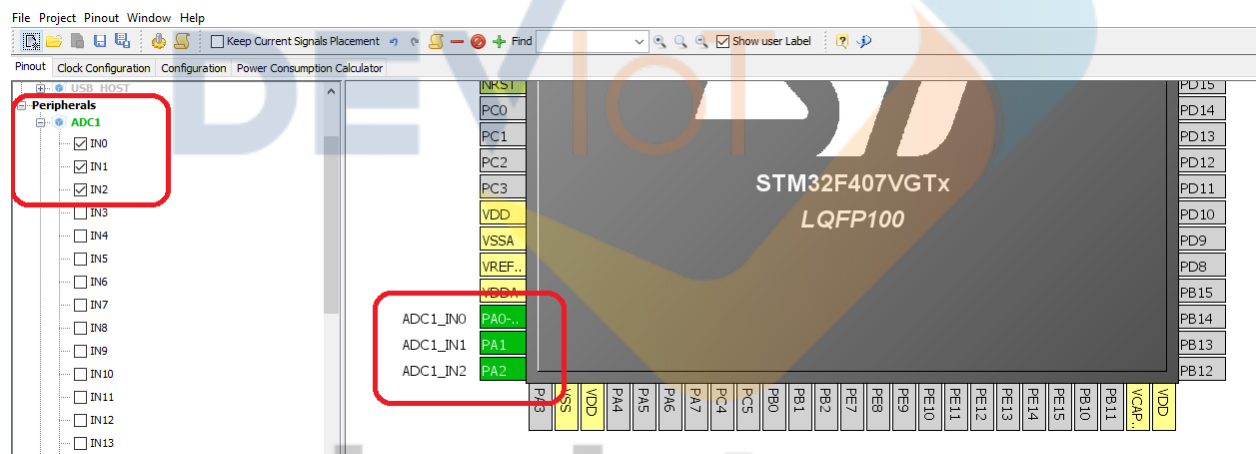 File Project Pinout Window Help
Keep Current Signals Placement Find Show user Label
Pinout Clock Configuration Configuration Power Consumption Calculator
USB_HOST
Peripherals
ADC1
IN0
IN1
IN2
IN3
IN4
IN5
IN6
IN7
IN8
IN9
IN10
IN11
IN12
IN13
DEVIoT
NRST
PC0
PC1
PC2
PC3
VDD
VSSA
VREF..
VDDA
ADC1_IN0 PA0-..
ADC1_IN1 PA1
ADC1_IN2 PA2
STM32F407VGTx
LQFP100
PD15
PD14
PD13
PD12
PD11
PD10
PD9
PD8
PB15
PB14
PB13
PB12
PA3
VSS
VDD
PA4
PA5
PA6
PA7
PC4
PC5
PB0
PB1
PB2
PE7
PE8
PE9
PE10
PE11
PE12
PE13
PE14
PE15
PB10
PB11
VCAP..
VDD